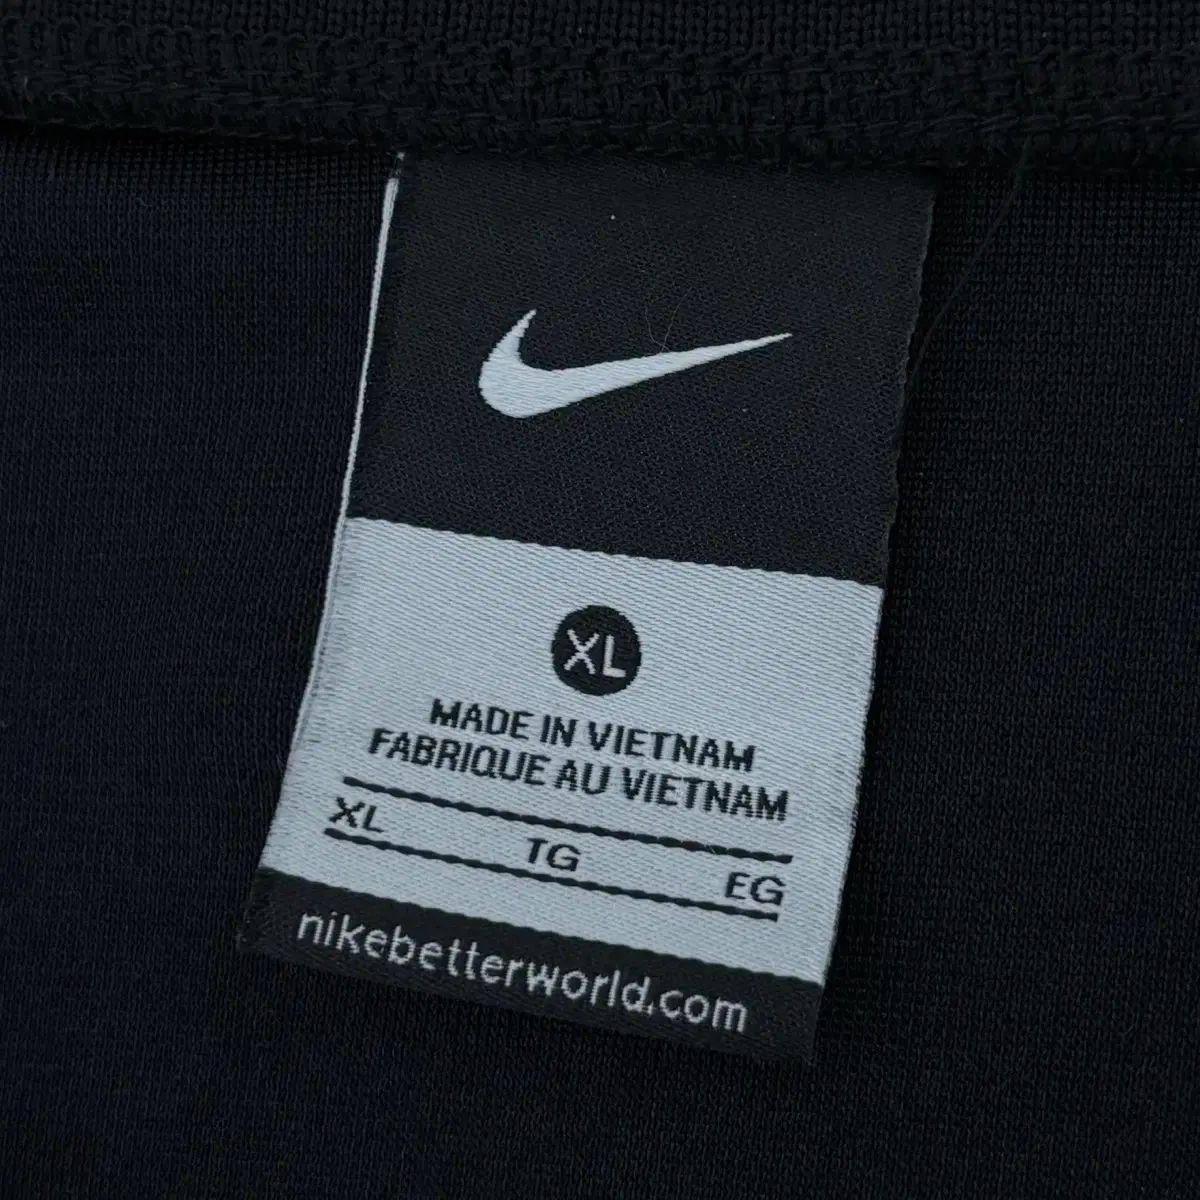 XL
MADE IN VIETNAM
FABRIQUE AU VIETNAM
XL TG EG
nikebetterworld.com